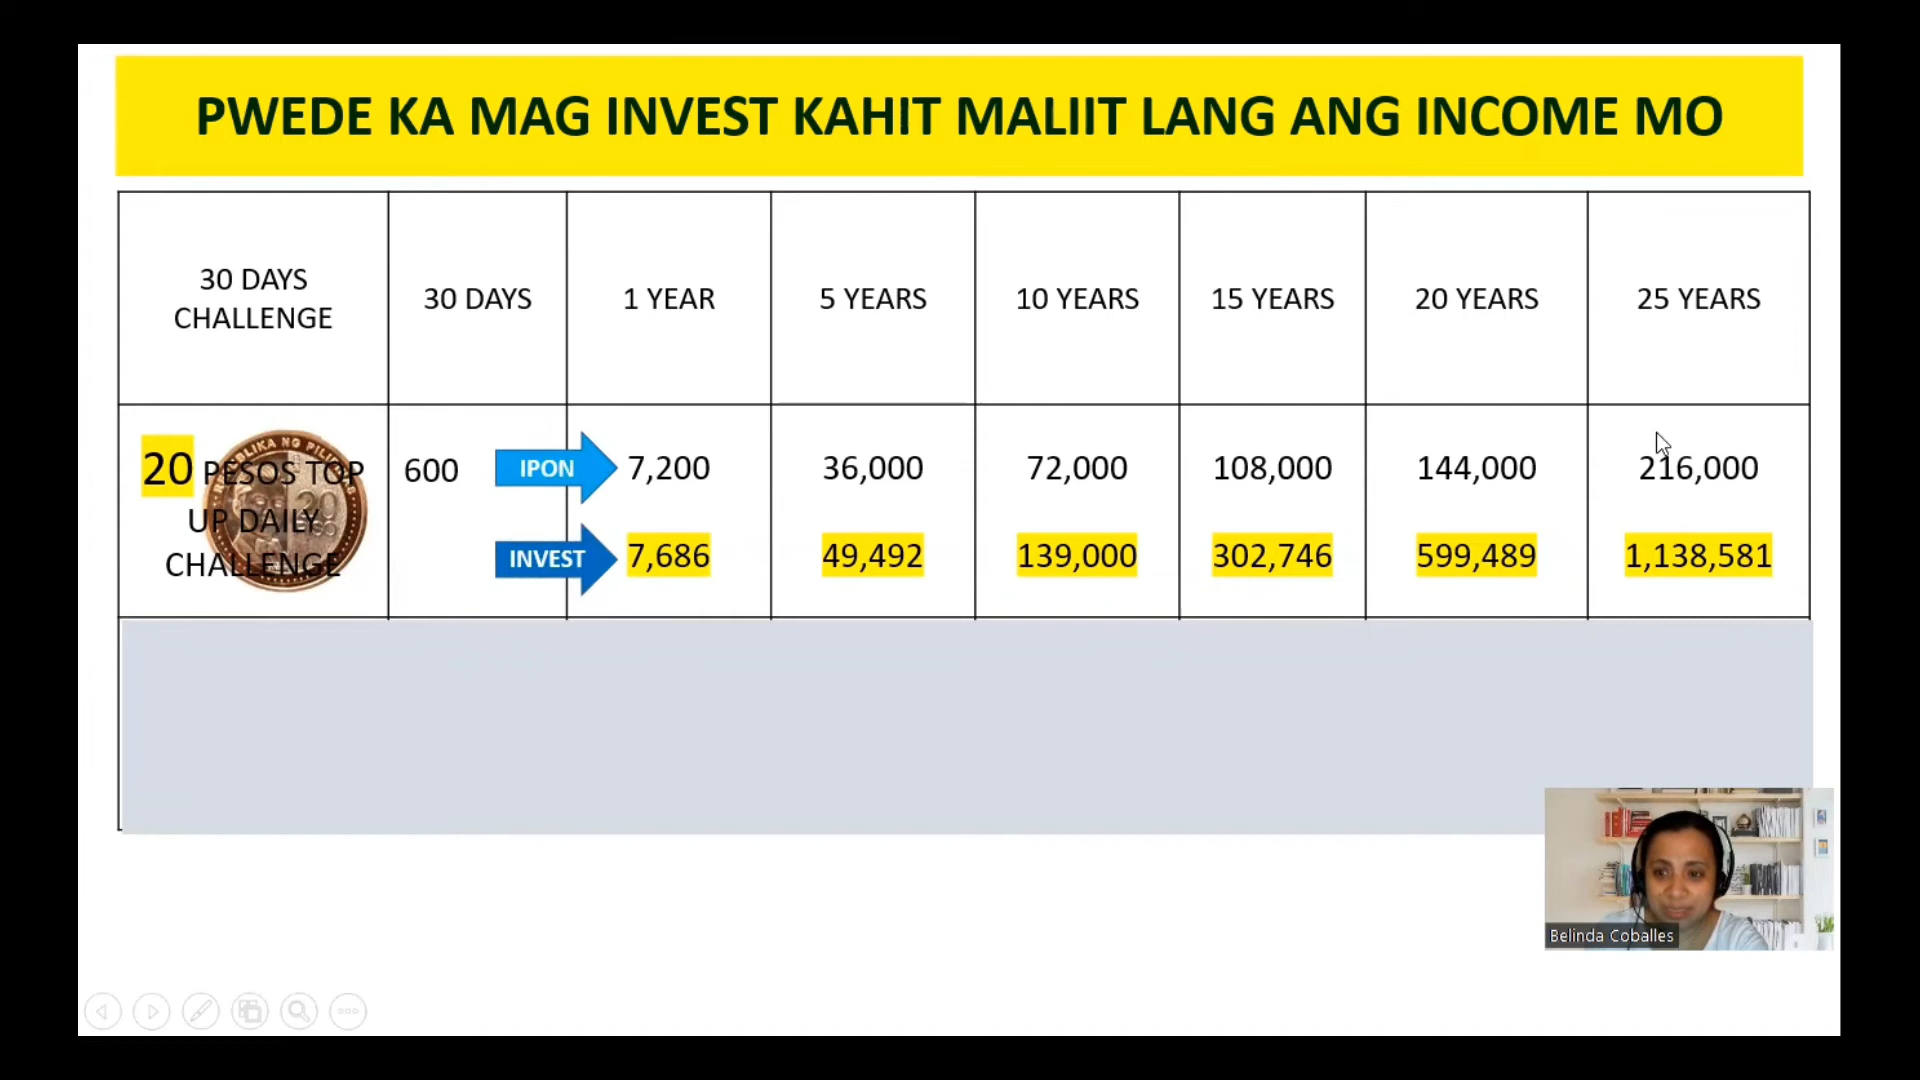 PWEDE KA MAG INVEST KAHIT MALIIT LANG ANG INCOME MO
30 DAYS
CHALLENGE
30 DAYS
1 YEAR
5 YEARS
10 YEARS
15 YEARS
20 YEARS
25 YEARS
20 PESOS TOP
UP DAILY
CHALLENGE
600
IPON
7,200
36,000
72,000
108,000
144,000
216,000
INVEST
7,686
49,492
139,000
302,746
599,489
1,138,581
Belinda Coballes